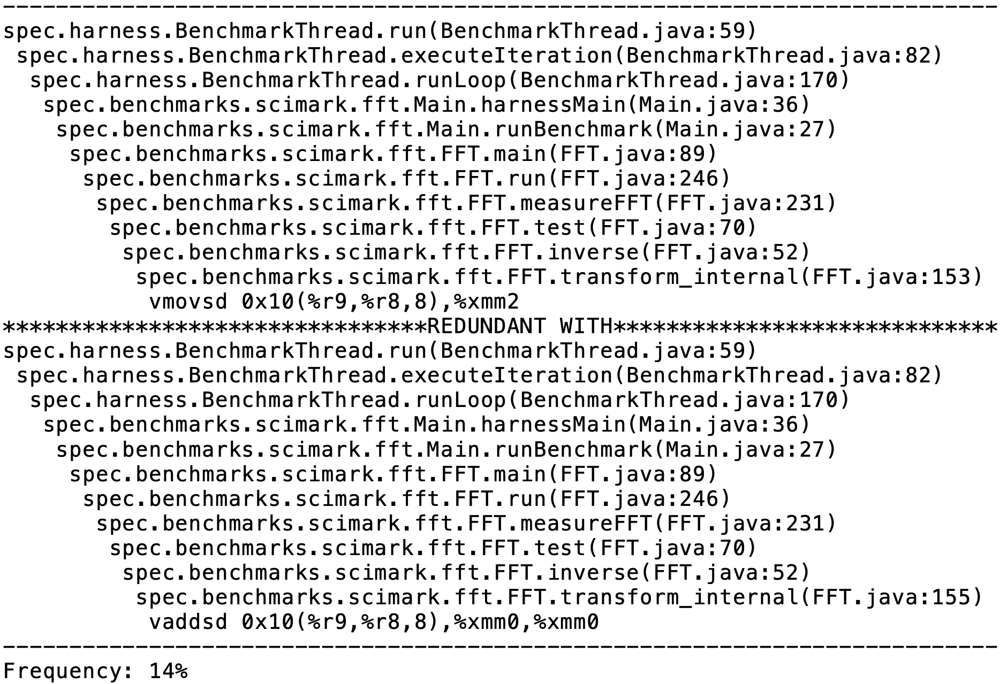 ---------------------------------------------------------------------------
spec.harness.BenchmarkThread.run(BenchmarkThread.java:59)
 spec.harness.BenchmarkThread.executeIteration(BenchmarkThread.java:82)
  spec.harness.BenchmarkThread.runLoop(BenchmarkThread.java:170)
   spec.benchmarks.scimark.fft.Main.harnessMain(Main.java:36)
    spec.benchmarks.scimark.fft.Main.runBenchmark(Main.java:27)
     spec.benchmarks.scimark.fft.FFT.main(FFT.java:89)
      spec.benchmarks.scimark.fft.FFT.run(FFT.java:246)
       spec.benchmarks.scimark.fft.FFT.measureFFT(FFT.java:231)
        spec.benchmarks.scimark.fft.FFT.test(FFT.java:70)
         spec.benchmarks.scimark.fft.FFT.inverse(FFT.java:52)
          spec.benchmarks.scimark.fft.FFT.transform_internal(FFT.java:153)
           vmovsd 0x10(%r9,%r8,8),%xmm2
********************************REDUNDANT WITH*****************************
spec.harness.BenchmarkThread.run(BenchmarkThread.java:59)
 spec.harness.BenchmarkThread.executeIteration(BenchmarkThread.java:82)
  spec.harness.BenchmarkThread.runLoop(BenchmarkThread.java:170)
   spec.benchmarks.scimark.fft.Main.harnessMain(Main.java:36)
    spec.benchmarks.scimark.fft.Main.runBenchmark(Main.java:27)
     spec.benchmarks.scimark.fft.FFT.main(FFT.java:89)
      spec.benchmarks.scimark.fft.FFT.run(FFT.java:246)
       spec.benchmarks.scimark.fft.FFT.measureFFT(FFT.java:231)
        spec.benchmarks.scimark.fft.FFT.test(FFT.java:70)
         spec.benchmarks.scimark.fft.FFT.inverse(FFT.java:52)
          spec.benchmarks.scimark.fft.FFT.transform_internal(FFT.java:155)
           vaddsd 0x10(%r9,%r8,8),%xmm0,%xmm0
---------------------------------------------------------------------------
Frequency: 14%